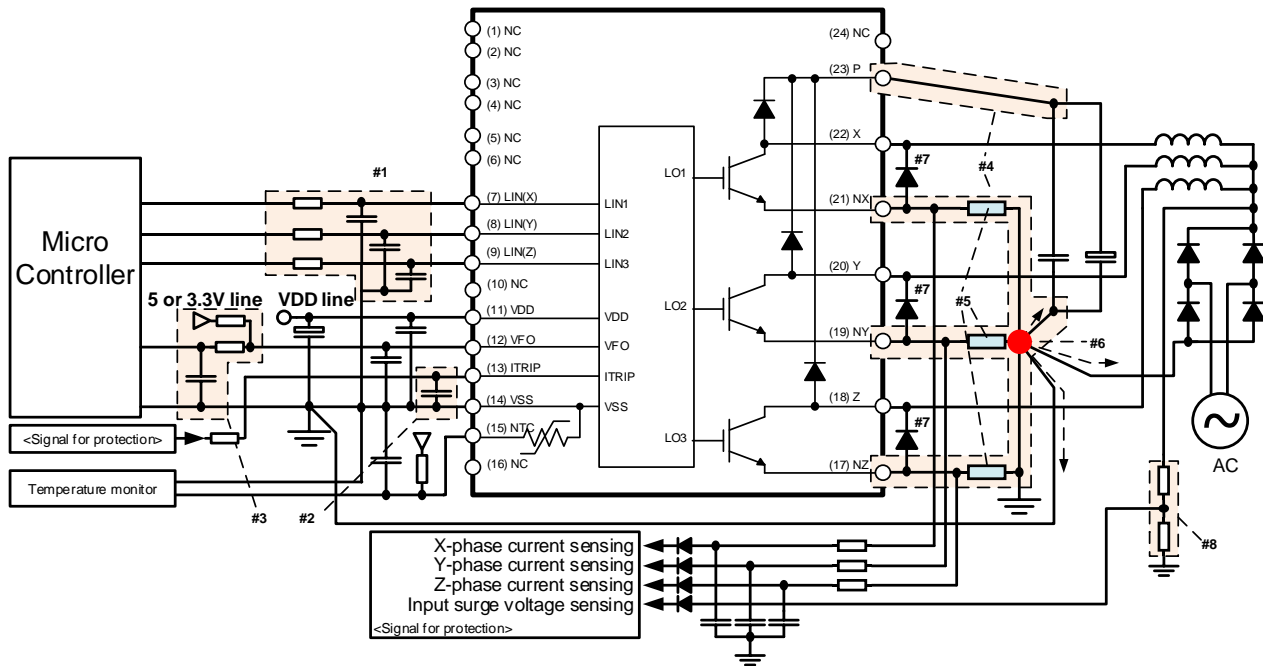 (1) NC
(2) NC
(3) NC
(4) NC
(5) NC
(6) NC
(7) LIN(X)
(8) LIN(Y)
(9) LIN(Z)
(10) NC
(11) VDD
(12) VFO
(13) ITRIP
(14) VSS
(15) NTC
(16) NC
LIN1
LIN2
LIN3
VDD
VFO
ITRIP
VSS
LO1
LO2
LO3
(24) NC
(23) P
(22) X
(21) NX
(20) Y
(19) NY
(18) Z
(17) NZ
Micro
Controller
#1
5 or 3.3V line
VDD line
<Signal for protection>
Temperature monitor
#3
#2
#7
#4
#7
#5
#6
#7
AC
#8
X-phase current sensing
Y-phase current sensing
Z-phase current sensing
Input surge voltage sensing
<Signal for protection>